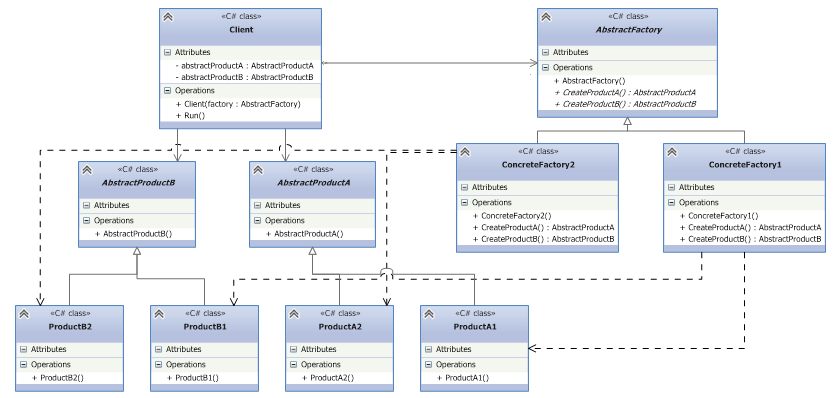 «C# class»
Client
Attributes
- abstractProductA : AbstractProductA
- abstractProductB : AbstractProductB
Operations
+ Client(factory : AbstractFactory)
+ Run()
«C# class»
AbstractFactory
Attributes
Operations
+ AbstractFactory()
+ CreateProductA() : AbstractProductA
+ CreateProductB() : AbstractProductB
«C# class»
AbstractProductB
Attributes
Operations
+ AbstractProductB()
«C# class»
AbstractProductA
Attributes
Operations
+ AbstractProductA()
«C# class»
ConcreteFactory2
Attributes
Operations
+ ConcreteFactory2()
+ CreateProductA() : AbstractProductA
+ CreateProductB() : AbstractProductB
«C# class»
ConcreteFactory1
Attributes
Operations
+ ConcreteFactory1()
+ CreateProductA() : AbstractProductA
+ CreateProductB() : AbstractProductB
«C# class»
ProductB2
Attributes
Operations
+ ProductB2()
«C# class»
ProductB1
Attributes
Operations
+ ProductB1()
«C# class»
ProductA2
Attributes
Operations
+ ProductA2()
«C# class»
ProductA1
Attributes
Operations
+ ProductA1()